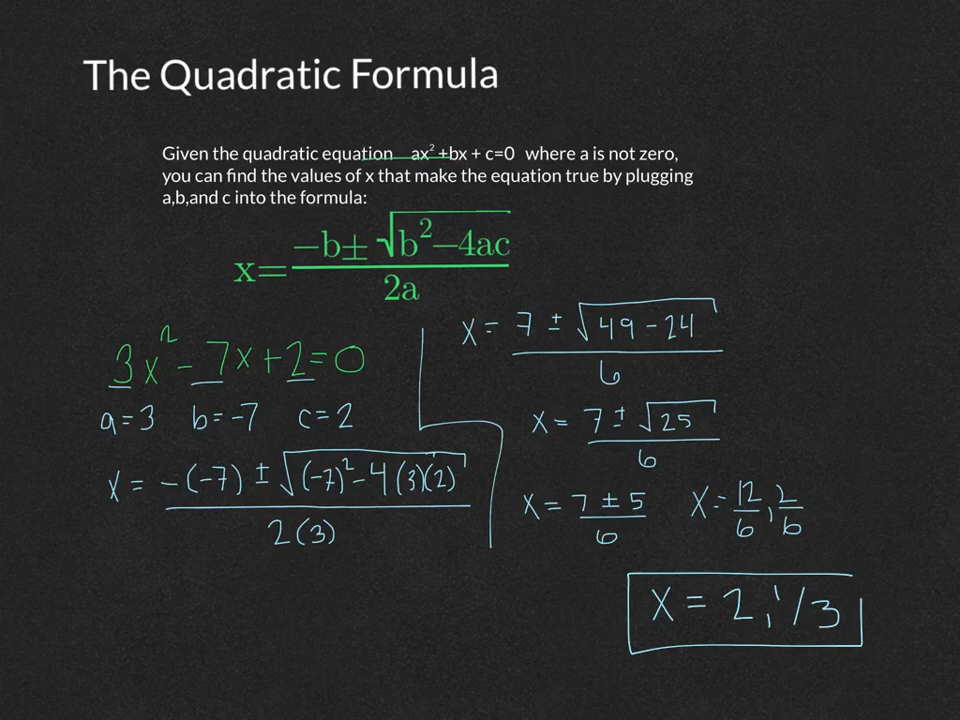 The Quadratic Formula
Given the quadratic equation ax² +bx + c=0 where a is not zero,
you can find the values of x that make the equation true by plugging
a,b,and c into the formula:
x= (−b± √(b²−4ac)) / 2a
3x² − 7x + 2 = 0
a = 3 b = -7 c = 2
x = (-(-7) ± √((-7)² - 4(3)(2))) / 2(3)
x = (7 ± √(49 - 24)) / 6
x = (7 ± √25) / 6
x = (7 ± 5) / 6 x = 12/6, 2/6
x = 2, 1/3